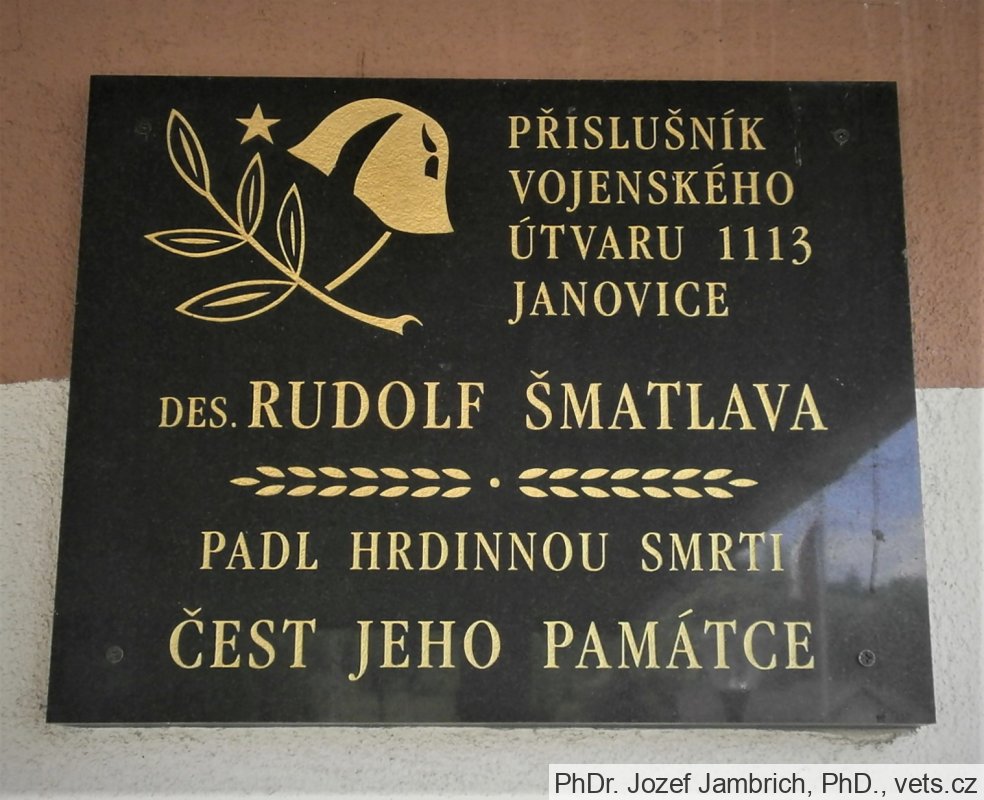 PŘÍSLUŠNÍK
VOJENSKÉHO
ÚTVARU 1113
JANOVICE
DES. RUDOLF ŠMATLAVA
PADL HRDINNOU SMRTI
ČEST JEHO PAMÁTCE
PhDr. Jozef Jambrich, PhD., vets.cz